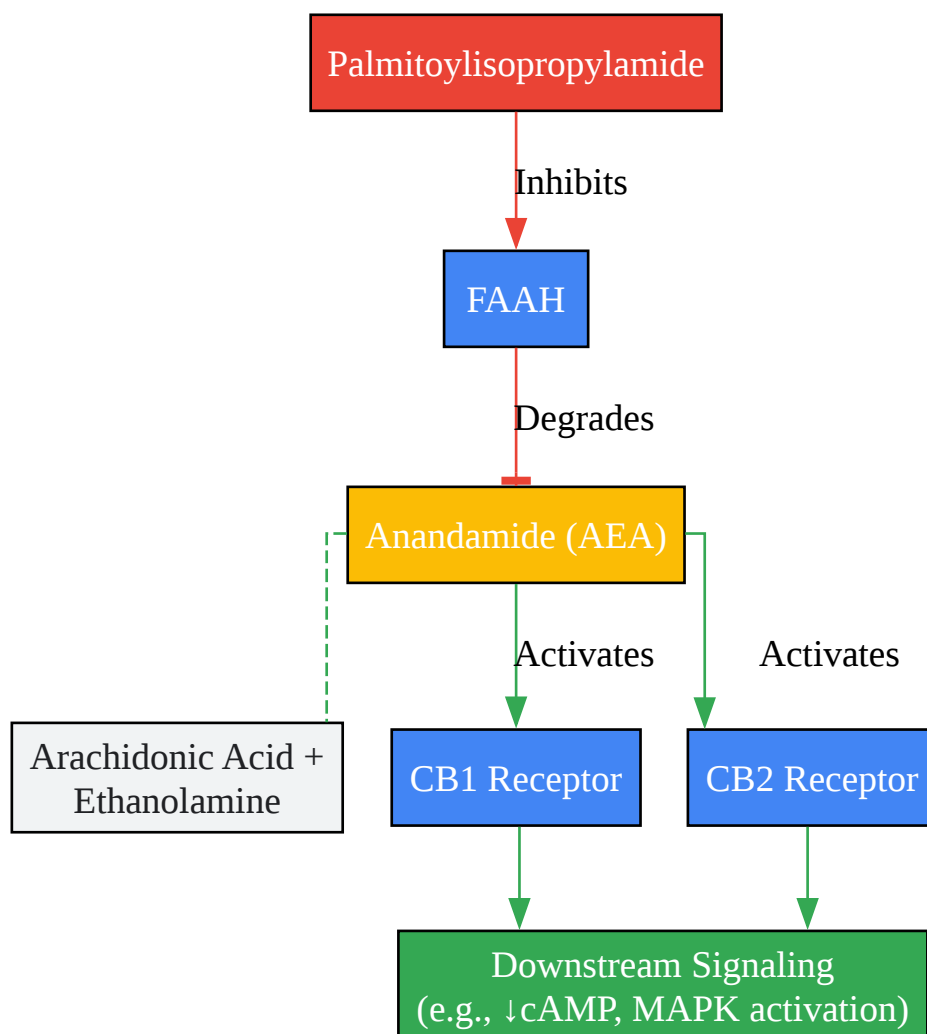 Palmitoylisopropylamide
Inhibits
FAAH
Degrades
Anandamide (AEA)
Activates
Activates
Arachidonic Acid +
Ethanolamine
CB1 Receptor
CB2 Receptor
Downstream Signaling
(e.g., ↓cAMP, MAPK activation)